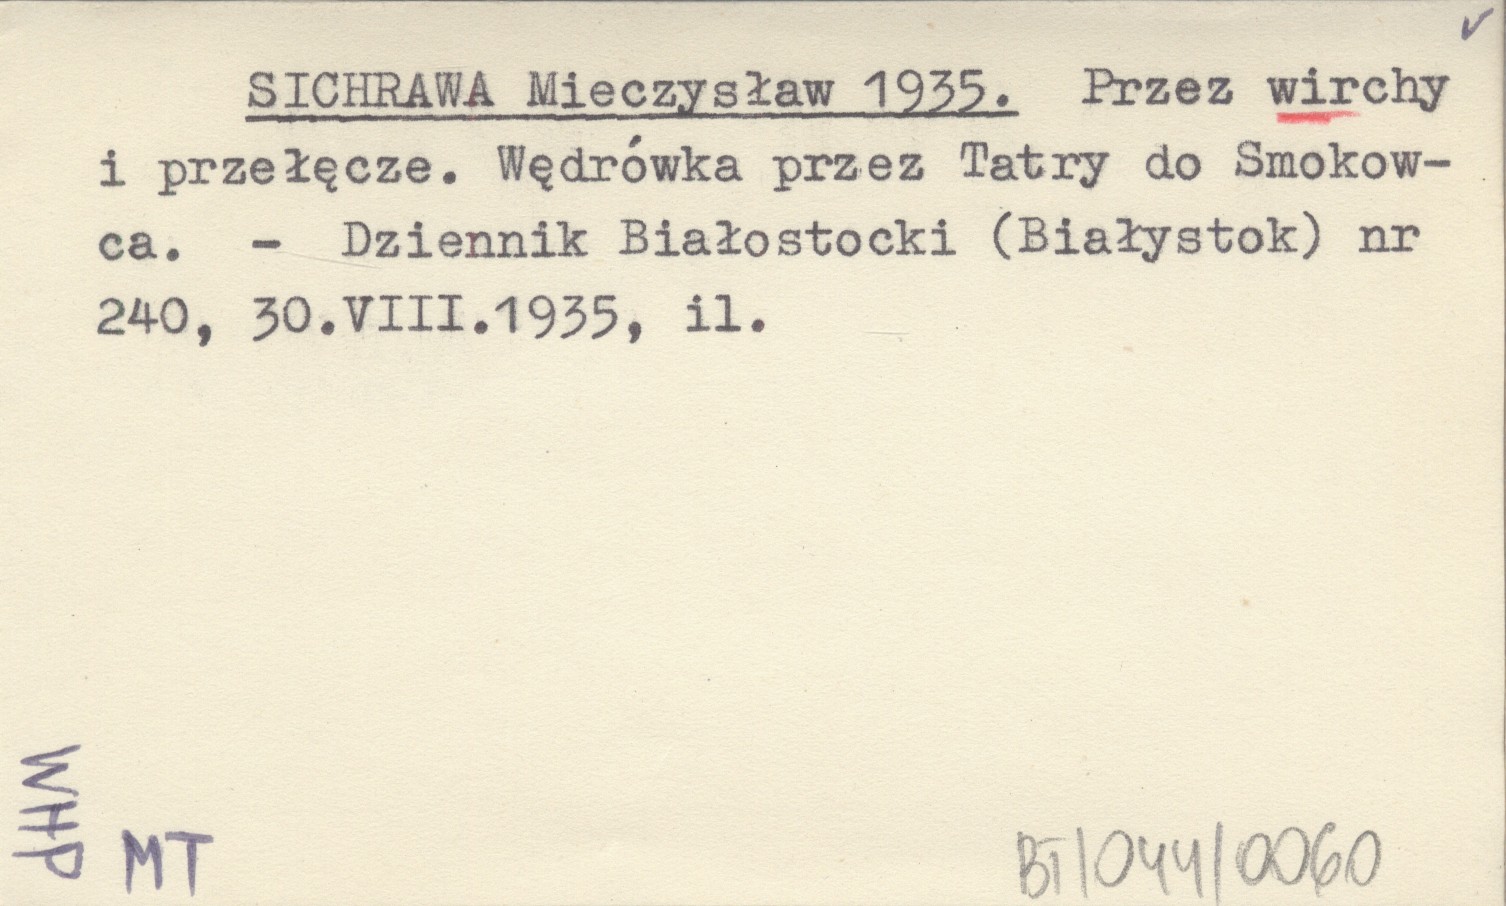 SICHRAWA Mieczysław 1935. Przez wirchy
i przełęcze. Wędrówka przez Tatry do Smokow-
ca. - Dziennik Białostocki (Białystok) nr
240, 30.VIII.1935, il.
WHP
MT
BT/044/0060